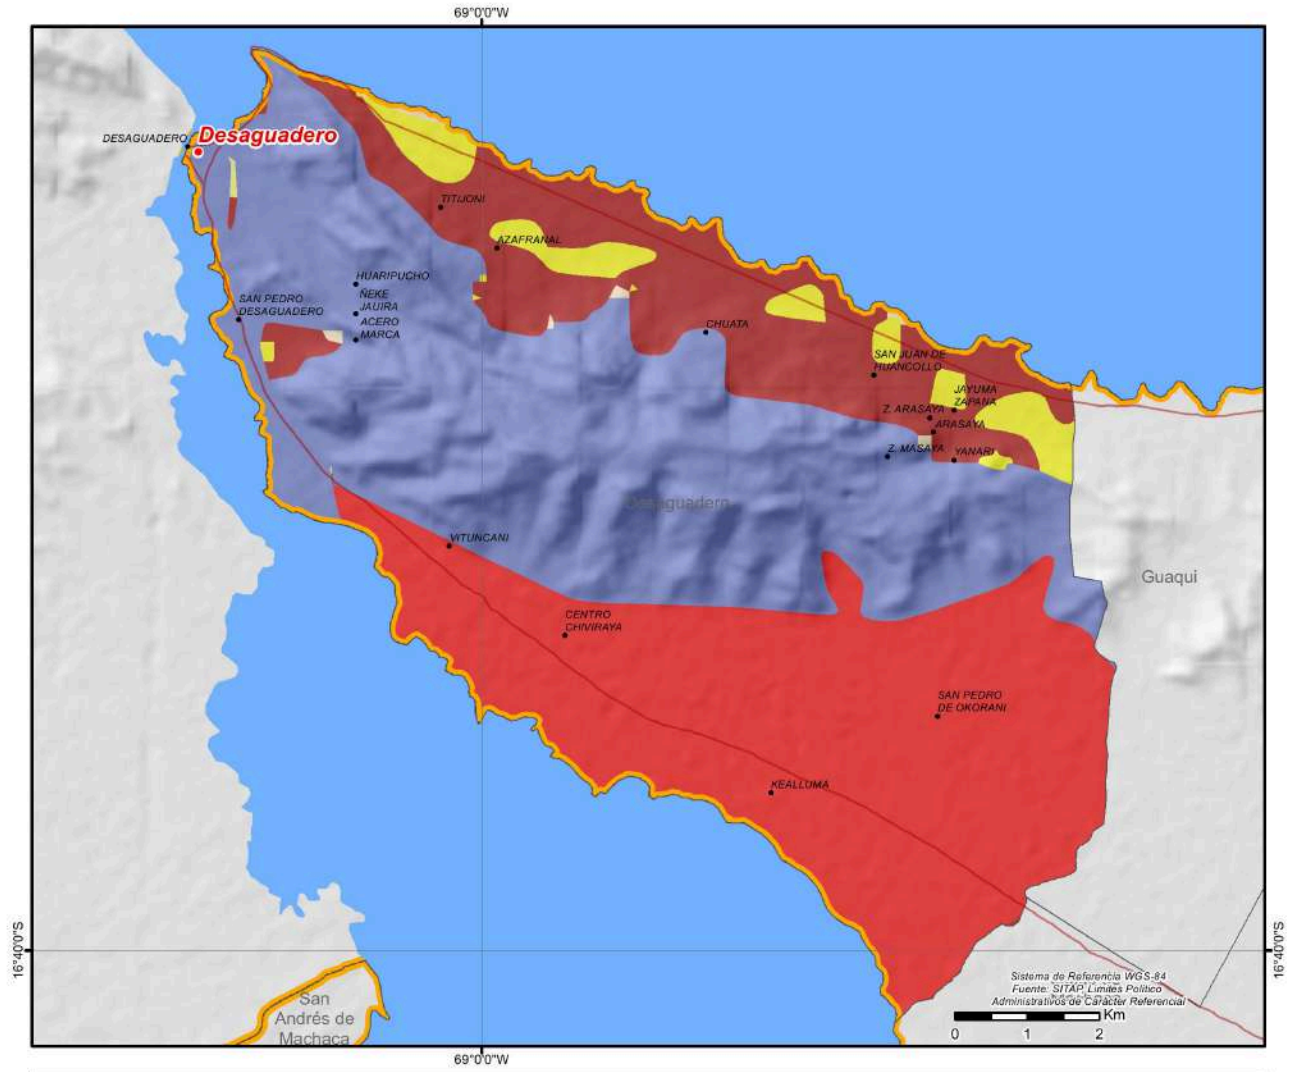 69°0'0"W
DESAGUADERO
Desaguadero
TITIJONI
AZAFRANAL
HUARIPUCHO
ÑEKE
JAUIRA
ACERO
MARCA
SAN PEDRO
DESAGUADERO
CHUATA
SAN JUAN DE
HUANCOLLO
JAYUMA
ZAPANA
Z. ARASAYA
ARASAYA
Z. MASAYA
YANARI
Desaguadero
VITUNCANI
Guaqui
CENTRO
CHIVIRAYA
SAN PEDRO
DE OKORANI
KEALLUMA
16°40'0"S
16°40'0"S
San
Andrés de
Machaca
Sistema de Referencia WGS-84
Fuente: SITAP, Limites Politico
Administrativos de Carácter Referencial
Km
0 1 2
69°0'0"W